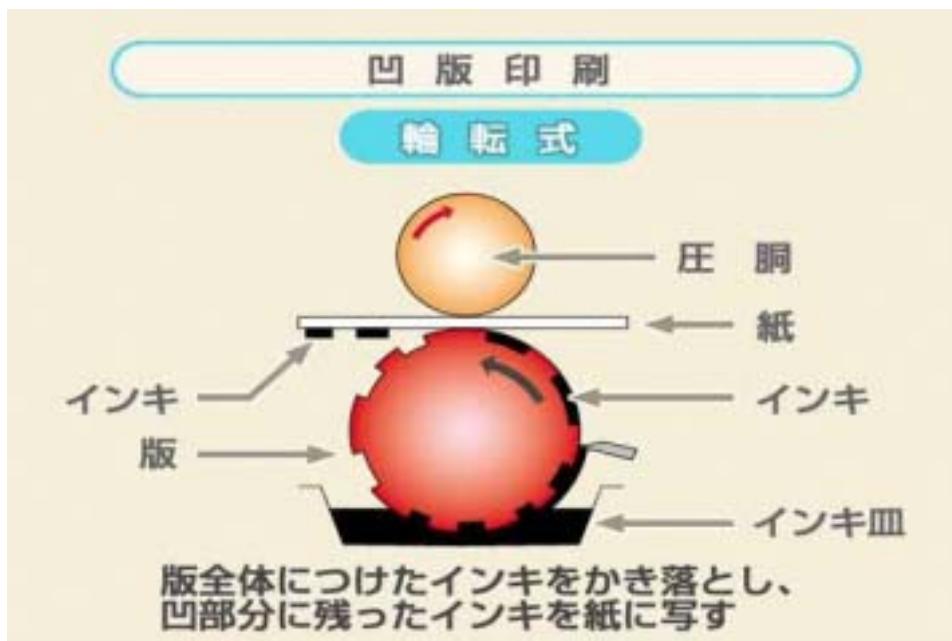 凹版印刷
輪転式
圧胴
紙
インキ
インキ
版
インキ皿
版全体につけたインキをかき落とし、
凹部分に残ったインキを紙に写す